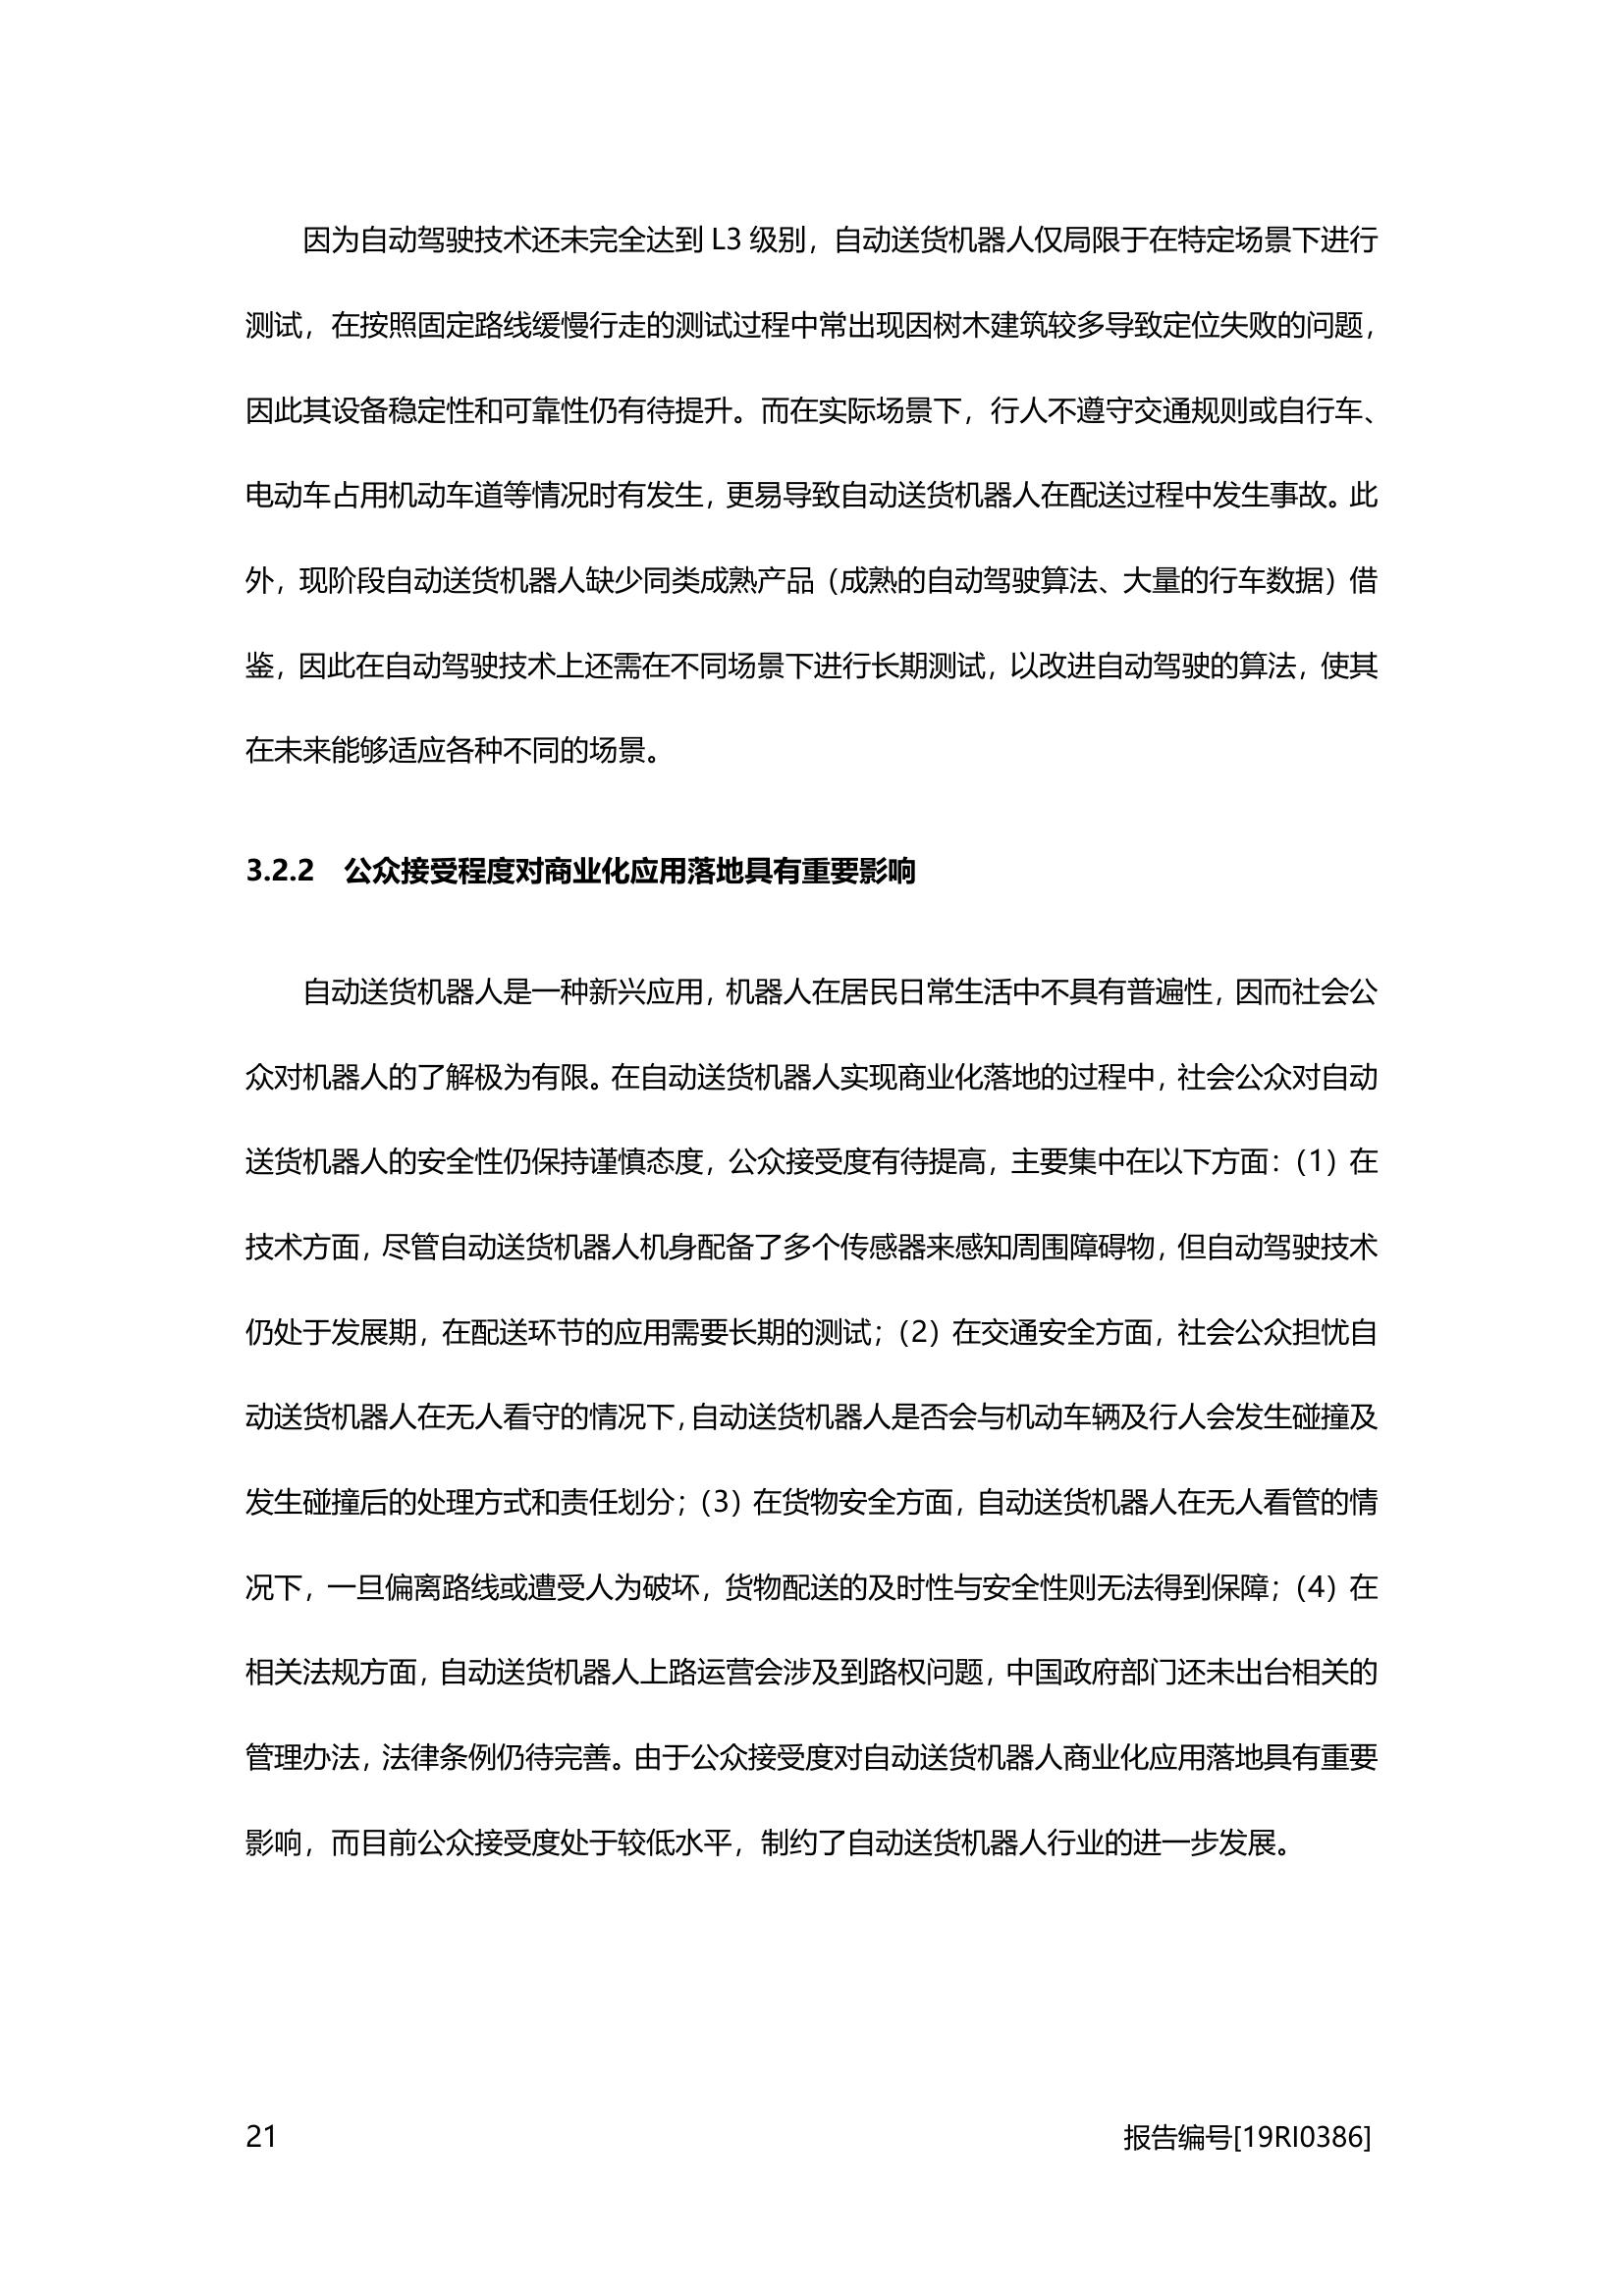 因为自动驾驶技术还未完全达到 L3 级别，自动送货机器人仅局限于在特定场景下进行
测试，在按照固定路线缓慢行走的测试过程中常出现因树木建筑较多导致定位失败的问题，
因此其设备稳定性和可靠性仍有待提升。而在实际场景下，行人不遵守交通规则或自行车、
电动车占用机动车道等情况时有发生，更易导致自动送货机器人在配送过程中发生事故。此
外，现阶段自动送货机器人缺少同类成熟产品（成熟的自动驾驶算法、大量的行车数据）借
鉴，因此在自动驾驶技术上还需在不同场景下进行长期测试，以改进自动驾驶的算法，使其
在未来能够适应各种不同的场景。
3.2.2 公众接受程度对商业化应用落地具有重要影响
自动送货机器人是一种新兴应用，机器人在居民日常生活中不具有普遍性，因而社会公
众对机器人的了解极为有限。在自动送货机器人实现商业化落地的过程中，社会公众对自动
送货机器人的安全性仍保持谨慎态度，公众接受度有待提高，主要集中在以下方面：（1）在
技术方面，尽管自动送货机器人机身配备了多个传感器来感知周围障碍物，但自动驾驶技术
仍处于发展期，在配送环节的应用需要长期的测试；（2）在交通安全方面，社会公众担忧自
动送货机器人在无人看守的情况下，自动送货机器人是否会与机动车辆及行人会发生碰撞及
发生碰撞后的处理方式和责任划分；（3）在货物安全方面，自动送货机器人在无人看管的情
况下，一旦偏离路线或遭受人为破坏，货物配送的及时性与安全性则无法得到保障；（4）在
相关法规方面，自动送货机器人上路运营会涉及到路权问题，中国政府部门还未出台相关的
管理办法，法律条例仍待完善。由于公众接受度对自动送货机器人商业化应用落地具有重要
影响，而目前公众接受度处于较低水平，制约了自动送货机器人行业的进一步发展。
21 报告编号[19RI0386]